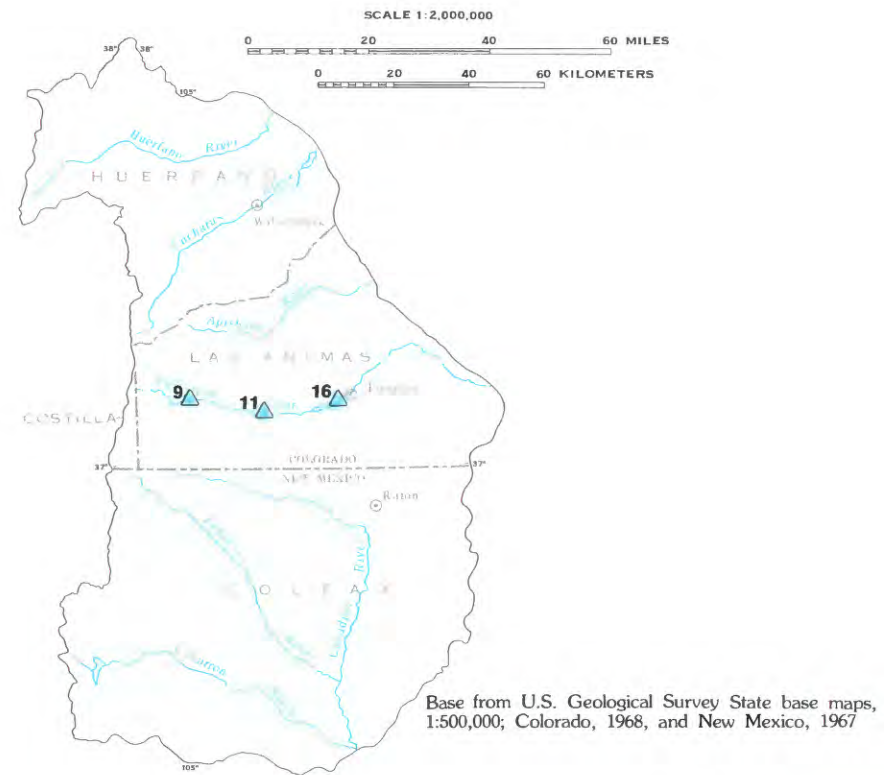 SCALE 1:2,000,000
0 20 40 60 MILES
0 20 40 60 KILOMETERS
38° 38°
105°
Huerfano River
HUERFANO
Cucharas
Apishapa
LAS ANIMAS
9
11
16
Trinidad
COSTILLA
COLORADO
37° 37°
NEW MEXICO
Raton
COLFAX
Canadian River
Cimarron
105°
Base from U.S. Geological Survey State base maps,
1:500,000; Colorado, 1968, and New Mexico, 1967